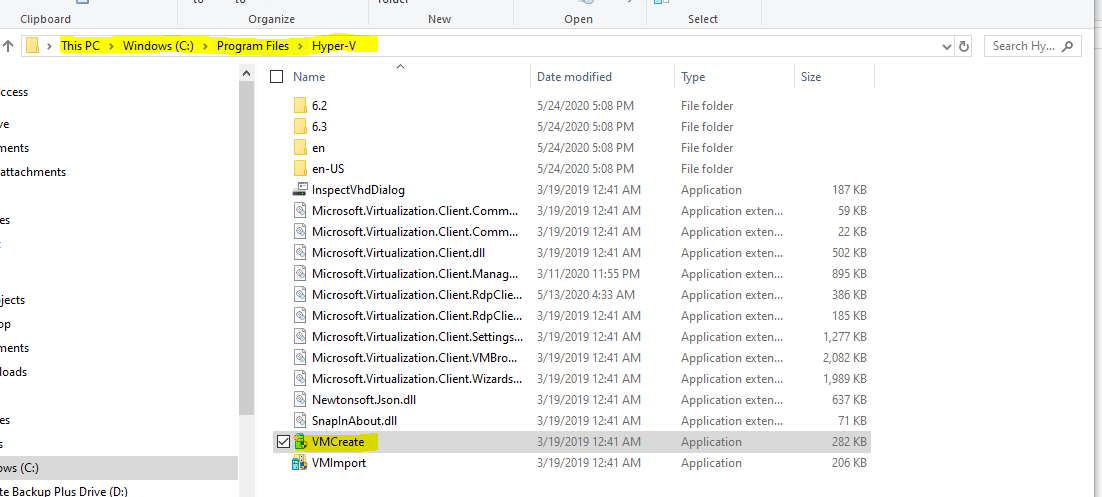 Clipboard
Organize
New
Open
Select
This PC > Windows (C:) > Program Files > Hyper-V
Search Hy...
Name Date modified Type Size
6.2 5/24/2020 5:08 PM File folder
6.3 5/24/2020 5:08 PM File folder
en 5/24/2020 5:08 PM File folder
en-US 5/24/2020 5:08 PM File folder
InspectVhdDialog 3/19/2019 12:41 AM Application 187 KB
Microsoft.Virtualization.Client.Comm... 3/19/2019 12:41 AM Application exten... 59 KB
Microsoft.Virtualization.Client.Comm... 3/19/2019 12:41 AM Application exten... 22 KB
Microsoft.Virtualization.Client.dll 3/19/2019 12:41 AM Application exten... 502 KB
Microsoft.Virtualization.Client.Manag... 3/11/2020 11:55 PM Application exten... 895 KB
Microsoft.Virtualization.Client.RdpClie... 5/13/2020 4:33 AM Application exten... 386 KB
Microsoft.Virtualization.Client.RdpClie... 3/19/2019 12:41 AM Application exten... 185 KB
Microsoft.Virtualization.Client.Settings... 3/19/2019 12:41 AM Application exten... 1,277 KB
Microsoft.Virtualization.Client.VMBro... 3/19/2019 12:41 AM Application exten... 2,082 KB
Microsoft.Virtualization.Client.Wizards... 3/19/2019 12:41 AM Application exten... 1,989 KB
Newtonsoft.Json.dll 3/19/2019 12:41 AM Application exten... 637 KB
SnapInAbout.dll 3/19/2019 12:41 AM Application exten... 71 KB
VMCreate 3/19/2019 12:41 AM Application 282 KB
VMImport 3/19/2019 12:41 AM Application 206 KB
ccess
ve
ments
attachments
es
ojects
op
ments
loads
es
s
ows (C:)
te Backup Plus Drive (D:)